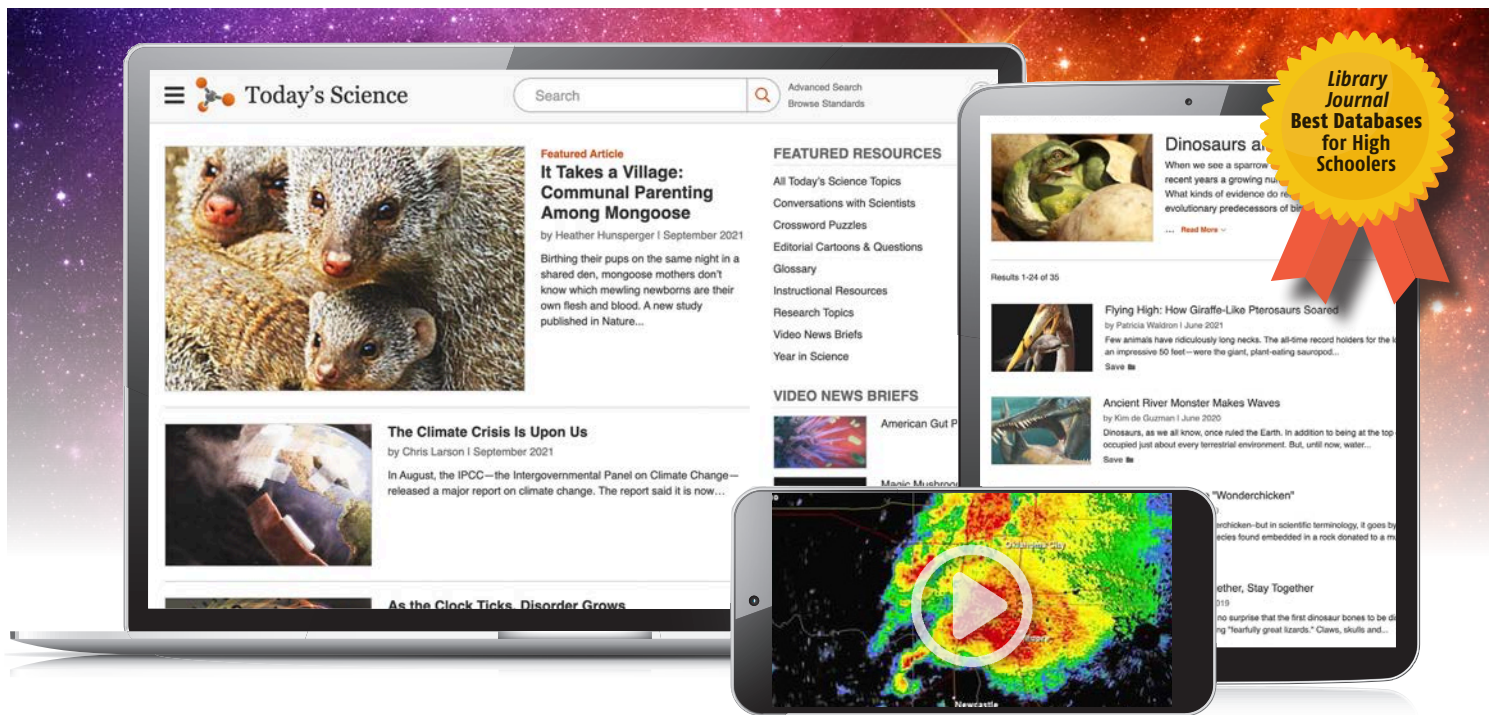 Today's Science
Search
Advanced Search
Browse Standards
Featured Article
It Takes a Village:
Communal Parenting
Among Mongoose
by Heather Hunsperger I September 2021
Birthing their pups on the same night in a
shared den, mongoose mothers don't
know which mewling newborns are their
own flesh and blood. A new study
published in Nature...
The Climate Crisis Is Upon Us
by Chris Larson I September 2021
In August, the IPCC—the Intergovernmental Panel on Climate Change—
released a major report on climate change. The report said it is now…
As the Clock Ticks, Disorder Grows
FEATURED RESOURCES
All Today's Science Topics
Conversations with Scientists
Crossword Puzzles
Editorial Cartoons & Questions
Glossary
Instructional Resources
Research Topics
Video News Briefs
Year in Science
VIDEO NEWS BRIEFS
American Gut P
Magic Mushroo
Dinosaurs a
When we see a sparrow
recent years a growing nu
What kinds of evidence do re
evolutionary predecessors of bi
... Read More
Results 1-24 of 35
Flying High: How Giraffe-Like Pterosaurs Soared
by Patricia Waldron I June 2021
Few animals have ridiculously long necks. The all-time record holders for the l
an impressive 50 feet—were the giant, plant-eating sauropod...
Save
Ancient River Monster Makes Waves
by Kim de Guzman I June 2020
Dinosaurs, as we all know, once ruled the Earth. In addition to being at the top
occupied just about every terrestrial environment. But, until now, water...
Save
"Wonderchicken"
erchicken–but in scientific terminology, it goes by
ecies found embedded in a rock donated to a mu
ether, Stay Together
019
no surprise that the first dinosaur bones to be di
ng "fearfully great lizards." Claws, skulls and...
Library
Journal
Best Databases
for High
Schoolers
Oklahoma City
Moore
Newcastle